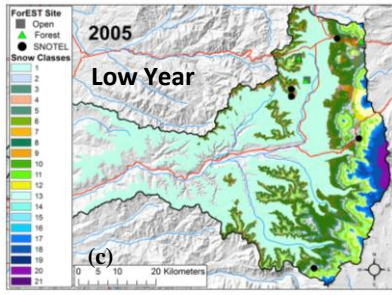 ForEST Site
Open
Forest
SNOTEL
Snow Classes
1
2
3
4
5
6
7
8
9
10
11
12
13
14
15
16
17
18
19
20
21
2005
Low Year
(c)
0 5 10 20 Kilometers